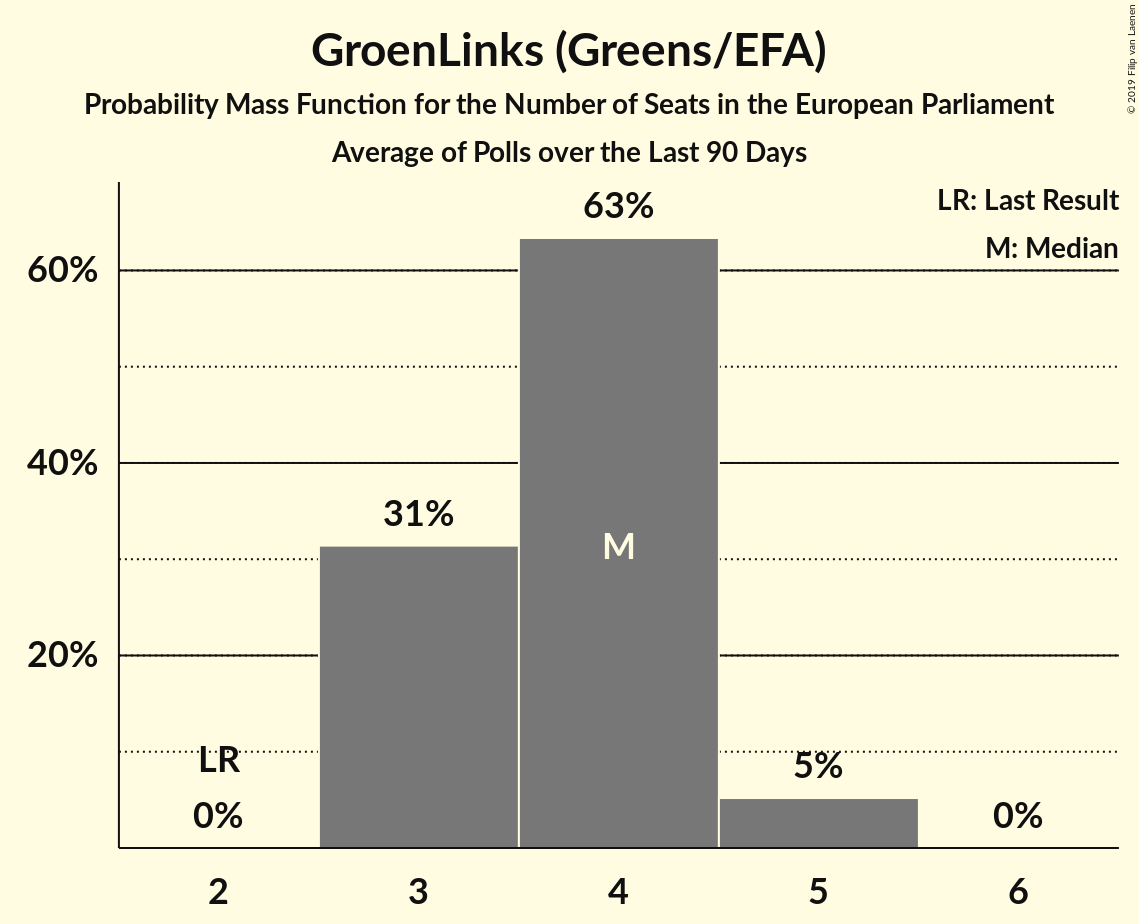 GroenLinks (Greens/EFA)
Probability Mass Function for the Number of Seats in the European Parliament
Average of Polls over the Last 90 Days
© 2019 Filip van Laenen
LR: Last Result
M: Median
63%
60%
40%
31%
M
20%
LR
5%
0%
0%
2 3 4 5 6